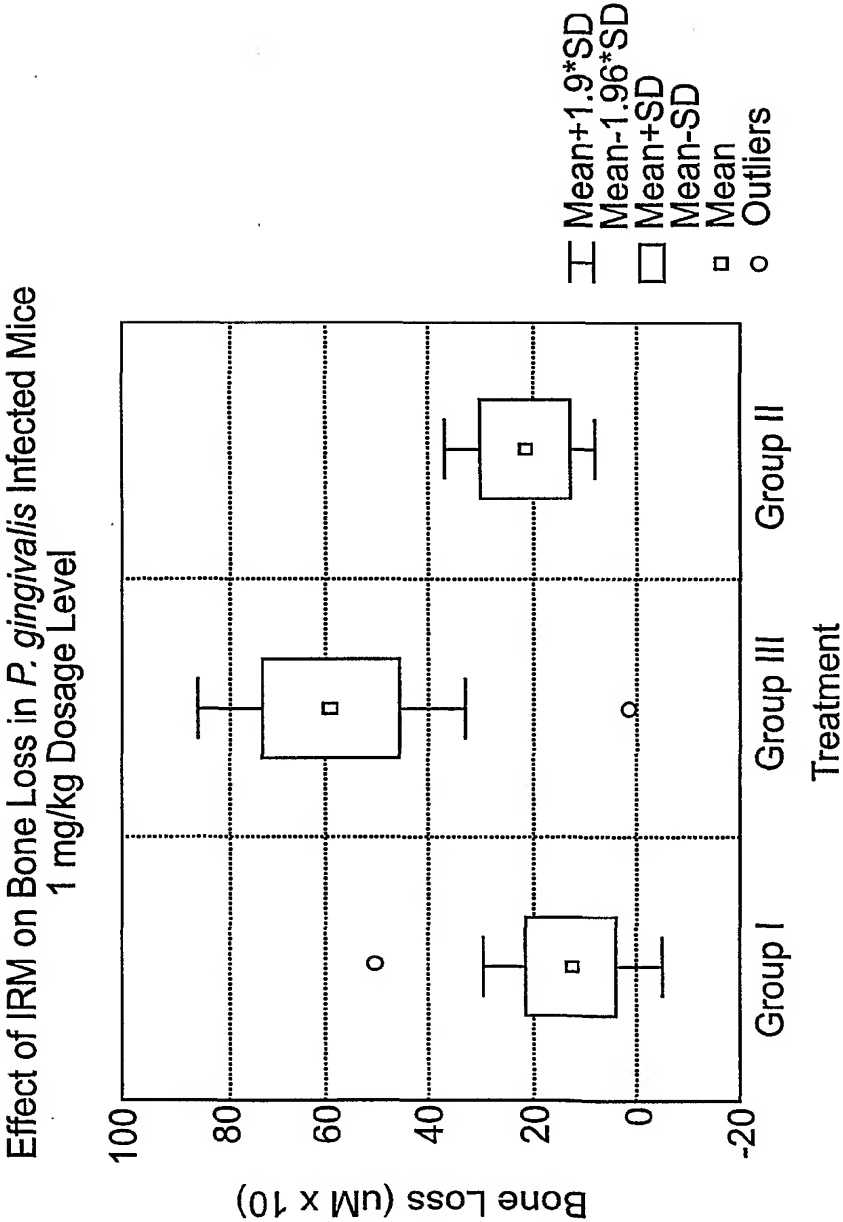 Effect of IRM on Bone Loss in P. gingivalis Infected Mice
1 mg/kg Dosage Level
Bone Loss (uM x 10)
100
80
60
40
20
0
-20
Group I
Group III
Group II
Treatment
Mean+1.9*SD
Mean-1.96*SD
Mean+SD
Mean-SD
Mean
Outliers